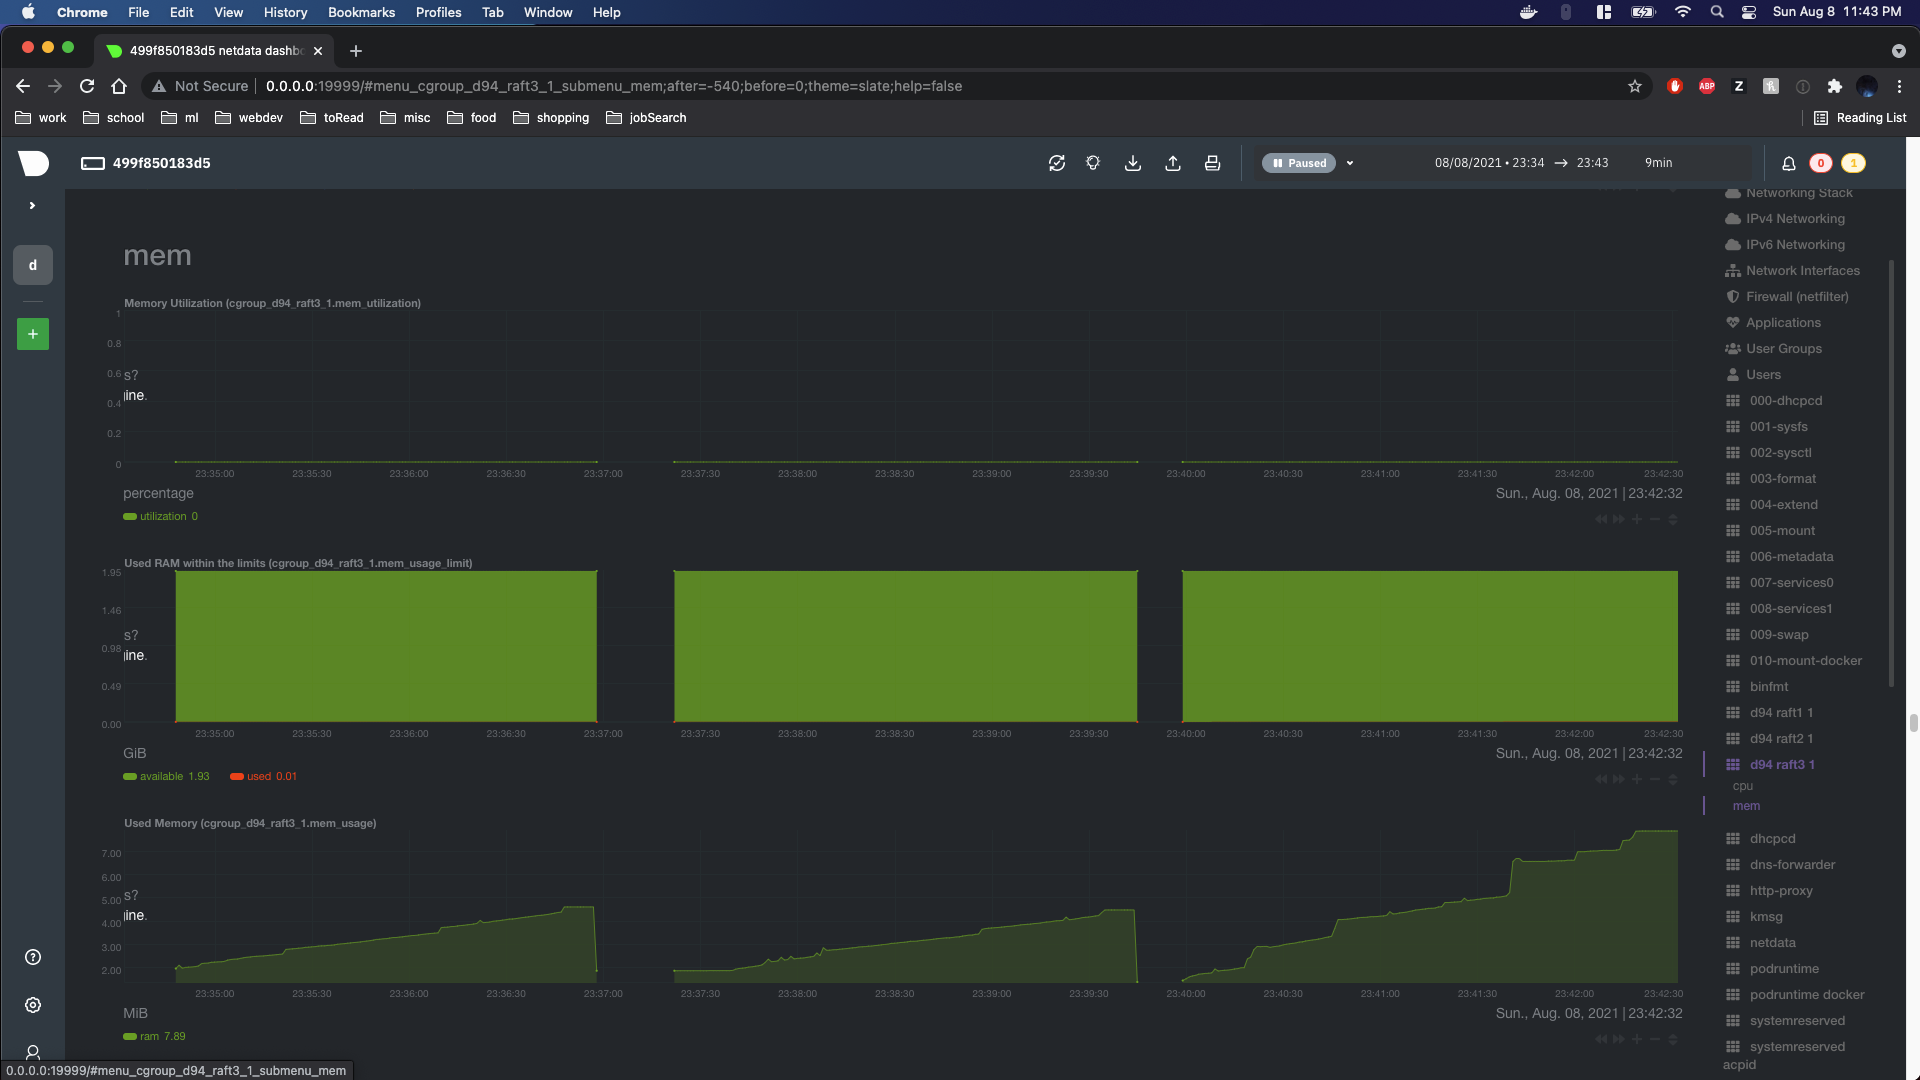 Chrome File Edit View History Bookmarks Profiles Tab Window Help Sun Aug 8 11:43 PM
499f850183d5 netdata dashb
Not Secure 0.0.0.0:19999/#menu_cgroup_d94_raft3_1_submenu_mem;after=-540;before=0;theme=slate;help=false ABP Z
work school ml webdev toRead misc food shopping jobSearch Reading List
499f850183d5 Paused 08/08/2021 • 23:34 → 23:43 9min 0 1
d
+
mem
Memory Utilization (cgroup_d94_raft3_1.mem_utilization)
1
0.8
0.6
s?
0.4
ine.
0.2
0
23:35:00 23:35:30 23:36:00 23:36:30 23:37:00 23:37:30 23:38:00 23:38:30 23:39:00 23:39:30 23:40:00 23:40:30 23:41:00 23:41:30 23:42:00 23:42:30
percentage Sun., Aug. 08, 2021 | 23:42:32
utilization 0
Used RAM within the limits (cgroup_d94_raft3_1.mem_usage_limit)
1.95
1.46
s?
0.98
ine.
0.49
0.00
23:35:00 23:35:30 23:36:00 23:36:30 23:37:00 23:37:30 23:38:00 23:38:30 23:39:00 23:39:30 23:40:00 23:40:30 23:41:00 23:41:30 23:42:00 23:42:30
GiB Sun., Aug. 08, 2021 | 23:42:32
available 1.93 used 0.01
Used Memory (cgroup_d94_raft3_1.mem_usage)
7.00
6.00
s?
5.00
ine.
4.00
3.00
2.00
23:35:00 23:35:30 23:36:00 23:36:30 23:37:00 23:37:30 23:38:00 23:38:30 23:39:00 23:39:30 23:40:00 23:40:30 23:41:00 23:41:30 23:42:00 23:42:30
MiB Sun., Aug. 08, 2021 | 23:42:32
ram 7.89
Networking Stack
IPv4 Networking
IPv6 Networking
Network Interfaces
Firewall (netfilter)
Applications
User Groups
Users
000-dhcpcd
001-sysfs
002-sysctl
003-format
004-extend
005-mount
006-metadata
007-services0
008-services1
009-swap
010-mount-docker
binfmt
d94 raft1 1
d94 raft2 1
d94 raft3 1
cpu
mem
dhcpcd
dns-forwarder
http-proxy
kmsg
netdata
podruntime
podruntime docker
systemreserved
systemreserved
acpid
0.0.0.0:19999/#menu_cgroup_d94_raft3_1_submenu_mem